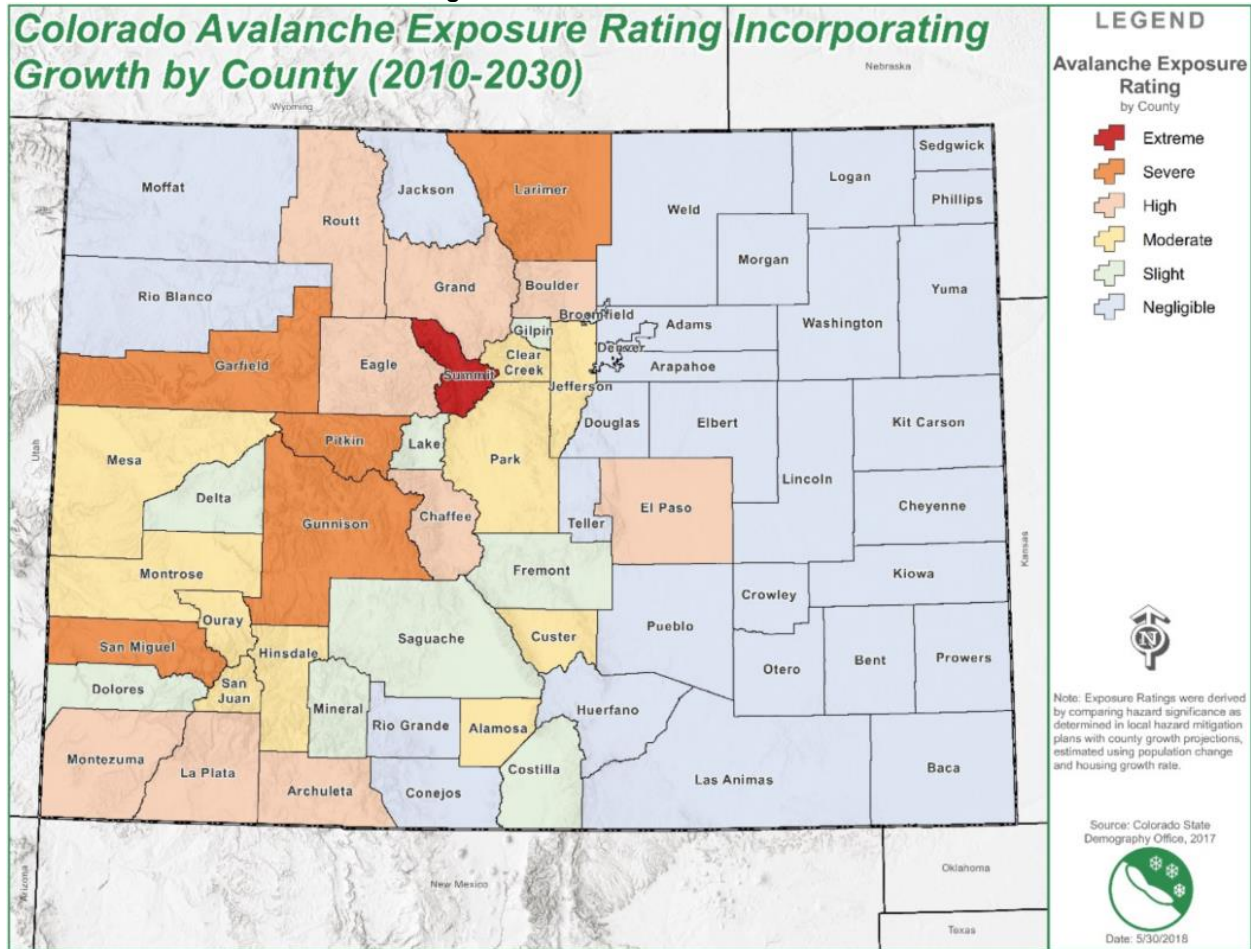 Colorado Avalanche Exposure Rating Incorporating
Growth by County (2010-2030)
Nebraska
Wyoming
LEGEND
Avalanche Exposure
Rating
by County
Extreme
Severe
High
Moderate
Slight
Negligible
Sedgwick
Logan
Phillips
Moffat
Jackson
Larimer
Weld
Routt
Morgan
Yuma
Rio Blanco
Grand
Boulder
Broomfield
Adams
Washington
Gilpin
Denver
Clear
Creek
Arapahoe
Garfield
Eagle
Summit
Jefferson
Douglas
Elbert
Kit Carson
Utah
Mesa
Pitkin
Lake
Park
Delta
Lincoln
Cheyenne
Gunnison
Chaffee
Teller
El Paso
Kansas
Montrose
Fremont
Kiowa
Crowley
Ouray
Pueblo
San Miguel
Hinsdale
Saguache
Custer
Otero
Bent
Prowers
Dolores
San
Juan
Mineral
Rio Grande
Alamosa
Huerfano
Montezuma
La Plata
Archuleta
Conejos
Costilla
Las Animas
Baca
N
Note: Exposure Ratings were derived
by comparing hazard significance as
determined in local hazard mitigation
plans with county growth projections,
estimated using population change
and housing growth rate.
Source: Colorado State
Demography Office, 2017
Date: 5/30/2018
Arizona
New Mexico
Oklahoma
Texas